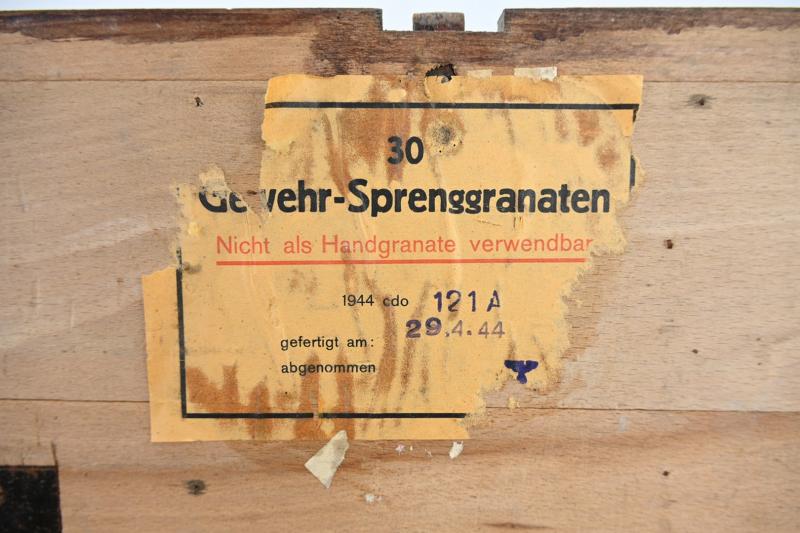 30
Gewehr-Sprenggranaten
Nicht als Handgranate verwendbar
1944 cdo 121 A
29.4.44
gefertigt am:
abgenommen